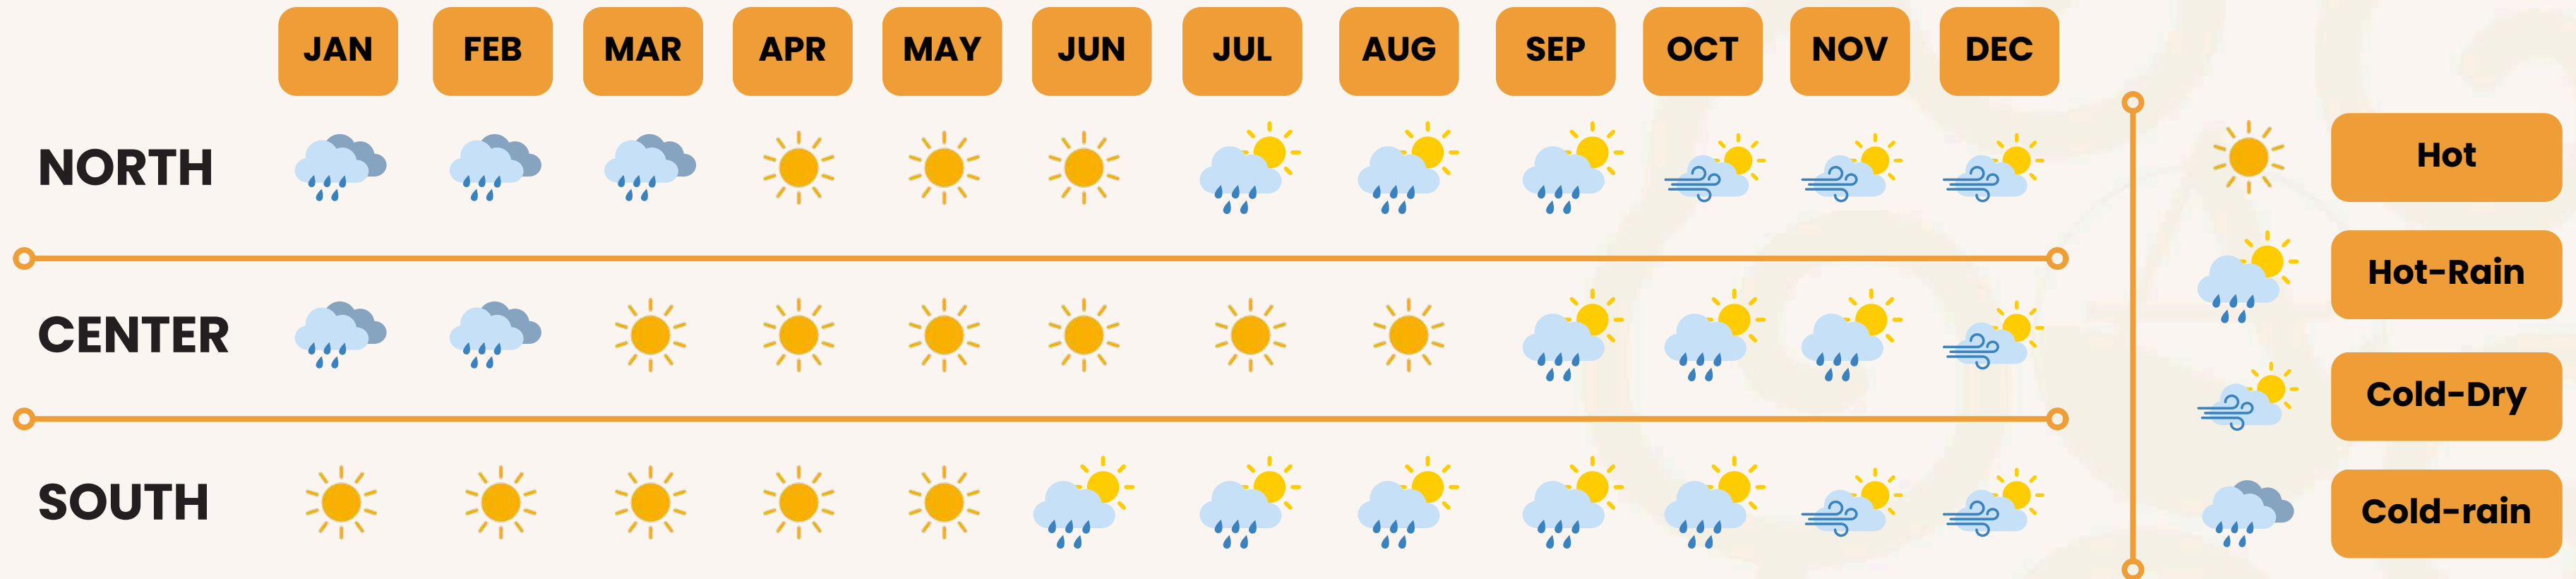 JAN FEB MAR APR MAY JUN JUL AUG SEP OCT NOV DEC
NORTH
CENTER
SOUTH
Hot
Hot-Rain
Cold-Dry
Cold-rain